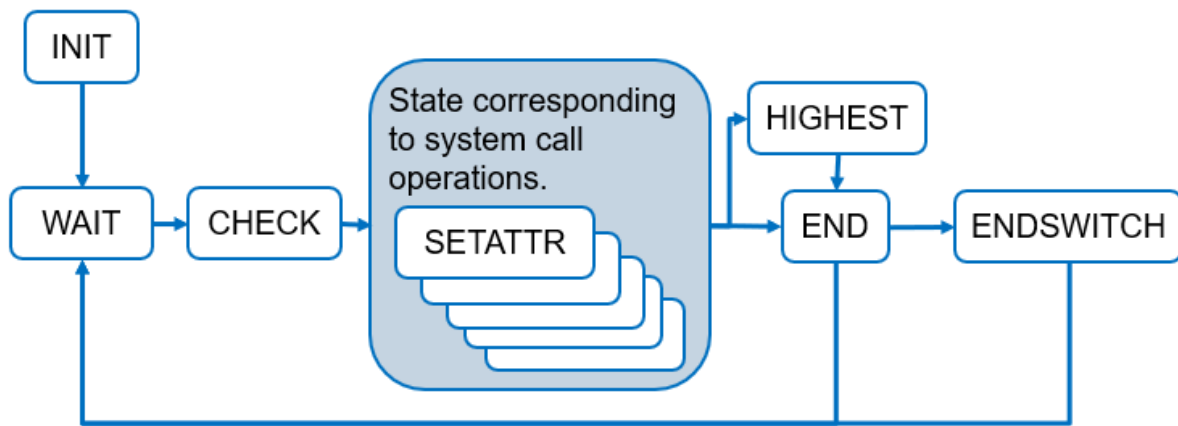 INIT
State corresponding
to system call
operations.
HIGHEST
WAIT
CHECK
SETATTR
END
ENDSWITCH